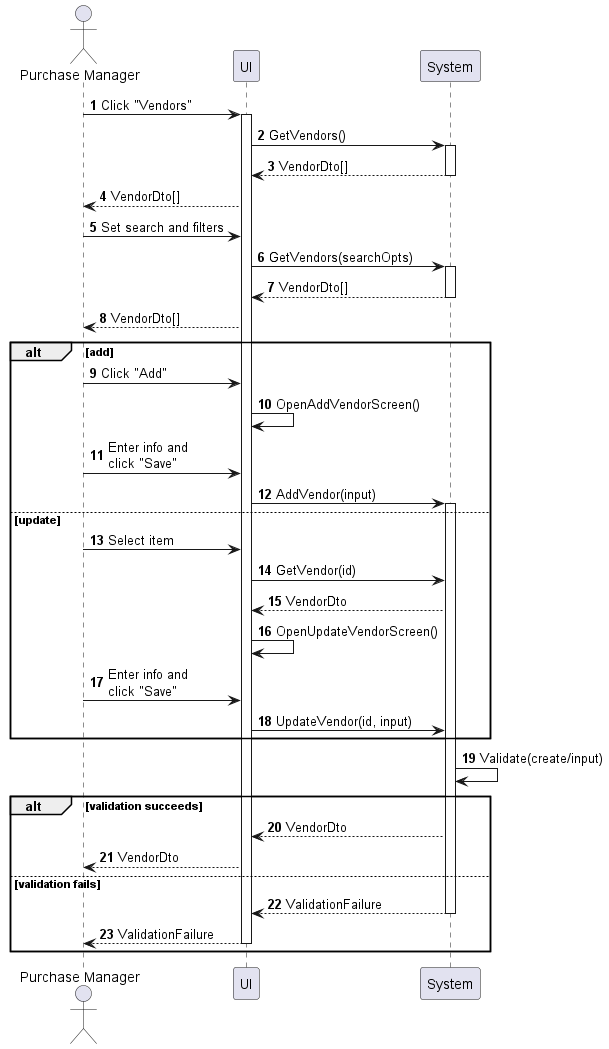 Purchase Manager
UI
System
1 Click "Vendors"
2 GetVendors()
3 VendorDto[]
4 VendorDto[]
5 Set search and filters
6 GetVendors(searchOpts)
7 VendorDto[]
8 VendorDto[]
alt [add]
9 Click "Add"
10 OpenAddVendorScreen()
11 Enter info and
click "Save"
12 AddVendor(input)
[update]
13 Select item
14 GetVendor(id)
15 VendorDto
16 OpenUpdateVendorScreen()
17 Enter info and
click "Save"
18 UpdateVendor(id, input)
19 Validate(create/input)
alt [validation succeeds]
20 VendorDto
21 VendorDto
[validation fails]
22 ValidationFailure
23 ValidationFailure
Purchase Manager
UI
System